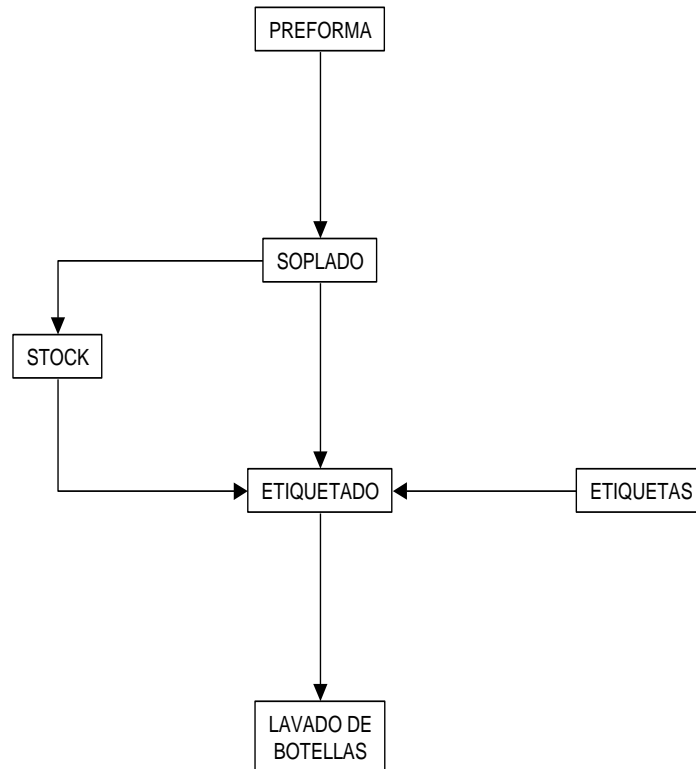 PREFORMA
SOPLADO
STOCK
ETIQUETADO
ETIQUETAS
LAVADO DE
BOTELLAS